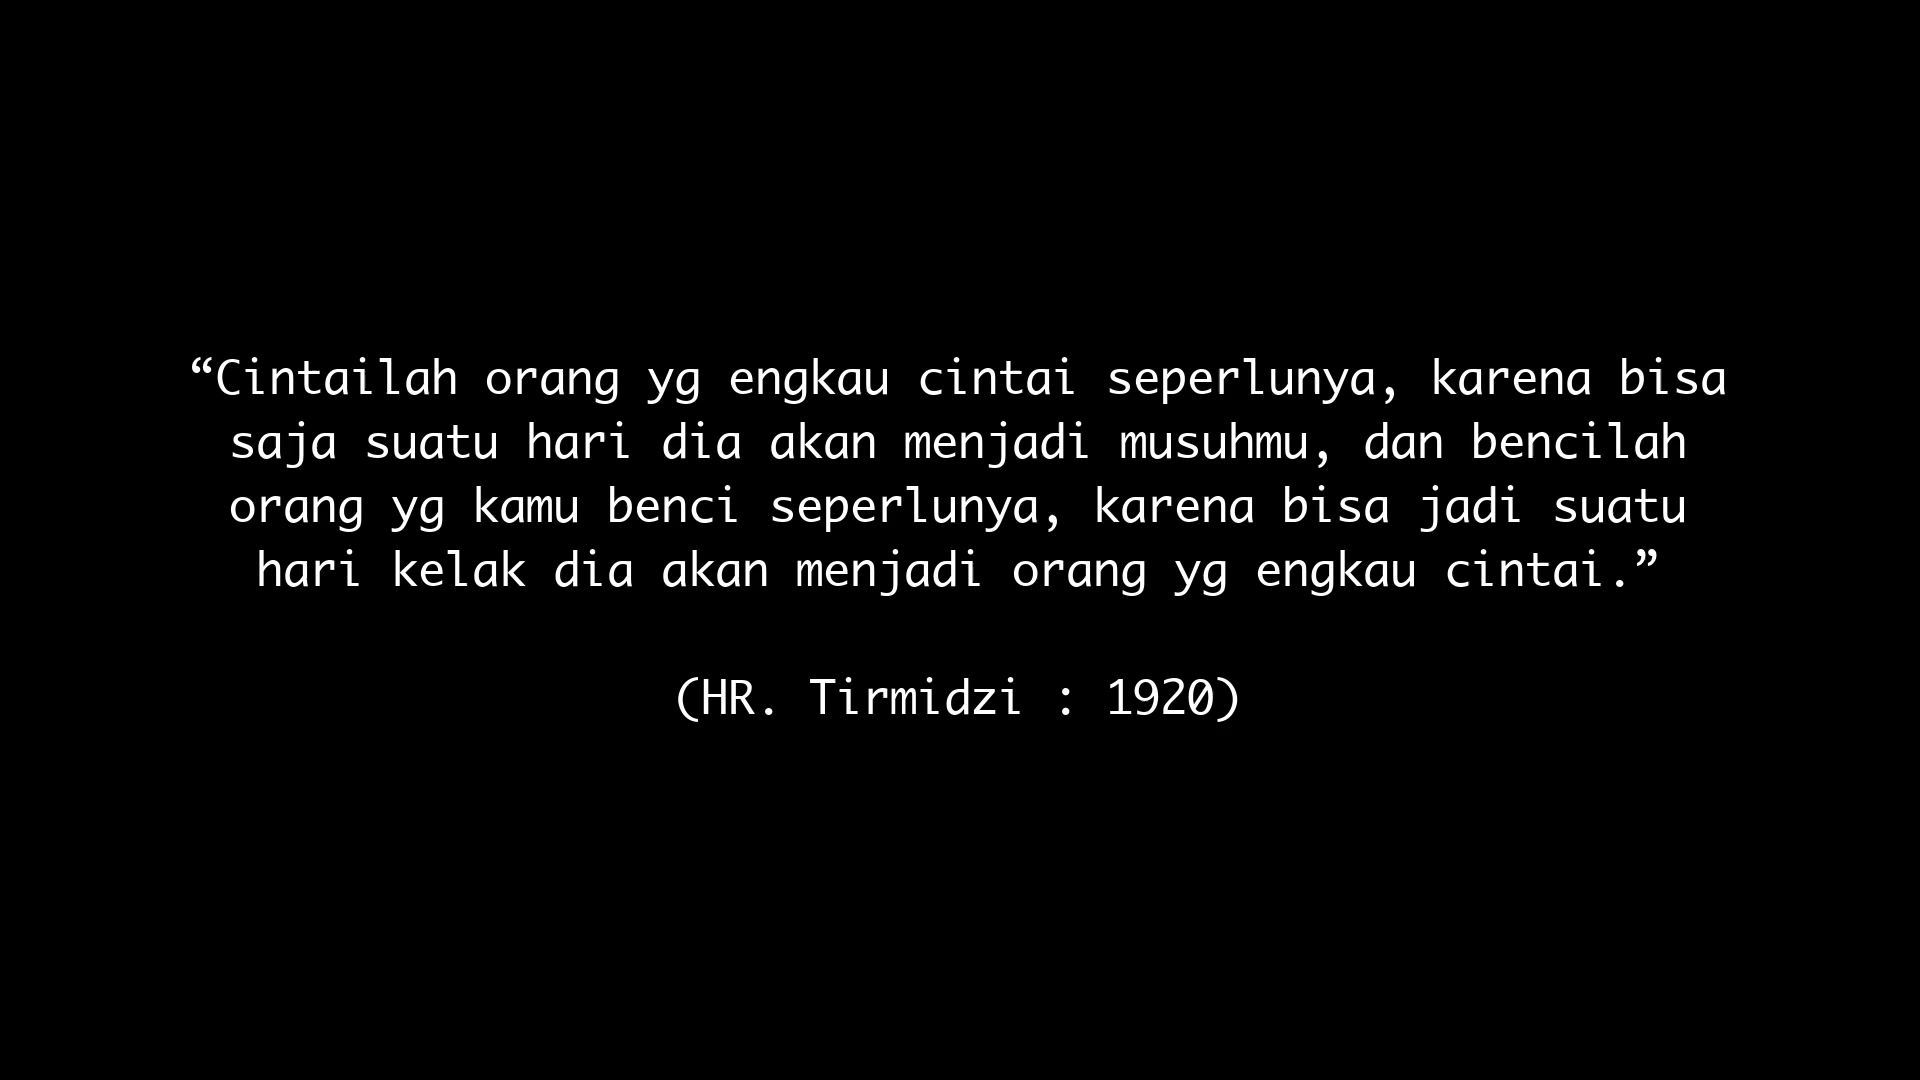 “Cintailah orang yg engkau cintai seperlunya, karena bisa
saja suatu hari dia akan menjadi musuhmu, dan bencilah
orang yg kamu benci seperlunya, karena bisa jadi suatu
hari kelak dia akan menjadi orang yg engkau cintai.”
(HR. Tirmidzi : 1920)